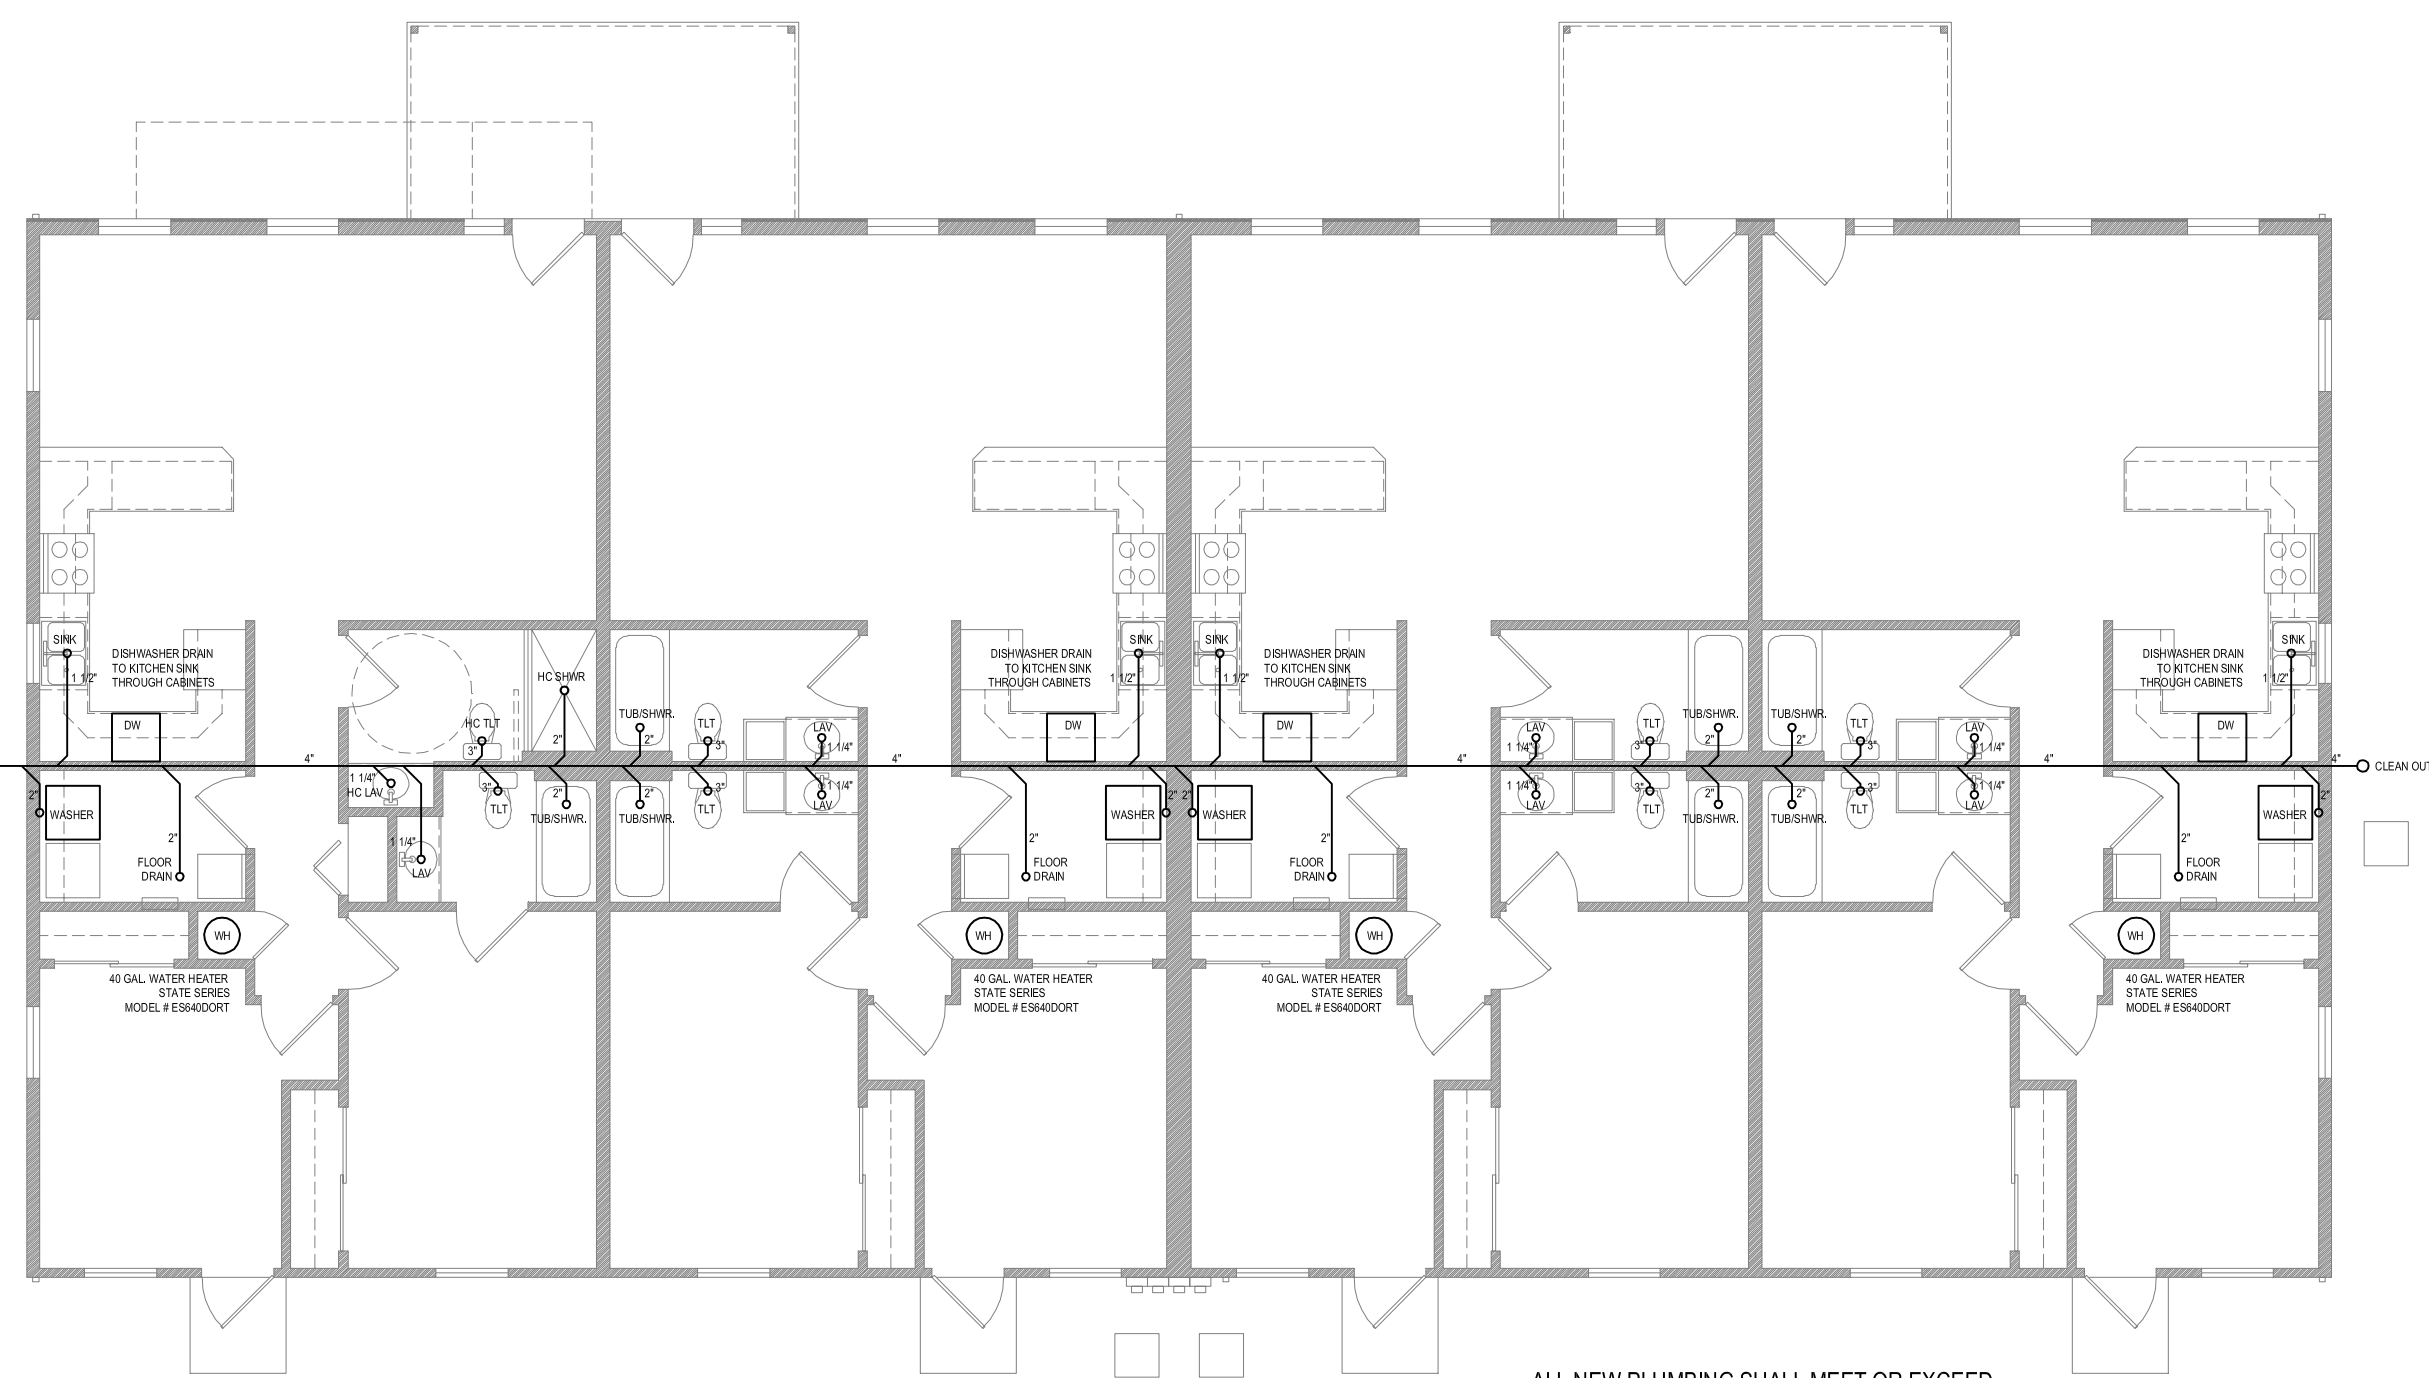 SINK
DISHWASHER DRAIN
TO KITCHEN SINK
THROUGH CABINETS
1 1/2"
DW
4"
2"
WASHER
2"
FLOOR
DRAIN
WH
40 GAL. WATER HEATER
STATE SERIES
MODEL # ES640DORT
HC SHWR
HC TLT
3"
2"
1 1/4"
HC LAV
1 1/4"
LAV
3"
TLT
2"
TUB/SHWR.
TUB/SHWR.
2"
TLT
3"
LAV
1 1/4"
2"
TUB/SHWR.
3"
TLT
1 1/4"
LAV
4"
SINK
DISHWASHER DRAIN
TO KITCHEN SINK
THROUGH CABINETS
1 1/2"
DW
2"
WASHER
2"
FLOOR
DRAIN
WH
40 GAL. WATER HEATER
STATE SERIES
MODEL # ES640DORT
SINK
DISHWASHER DRAIN
TO KITCHEN SINK
THROUGH CABINETS
1 1/2"
DW
4"
2"
WASHER
2"
FLOOR
DRAIN
WH
40 GAL. WATER HEATER
STATE SERIES
MODEL # ES640DORT
LAV
1 1/4"
TLT
3"
TUB/SHWR.
2"
1 1/4"
LAV
3"
TLT
2"
TUB/SHWR.
TUB/SHWR.
2"
TLT
3"
LAV
1 1/4"
2"
TUB/SHWR.
3"
TLT
1 1/4"
LAV
4"
SINK
DISHWASHER DRAIN
TO KITCHEN SINK
THROUGH CABINETS
1 1/2"
DW
4"
CLEAN OUT
2"
WASHER
2"
FLOOR
DRAIN
WH
40 GAL. WATER HEATER
STATE SERIES
MODEL # ES640DORT
ALL NEW PLUMBING SHALL MEET OR EXCEED